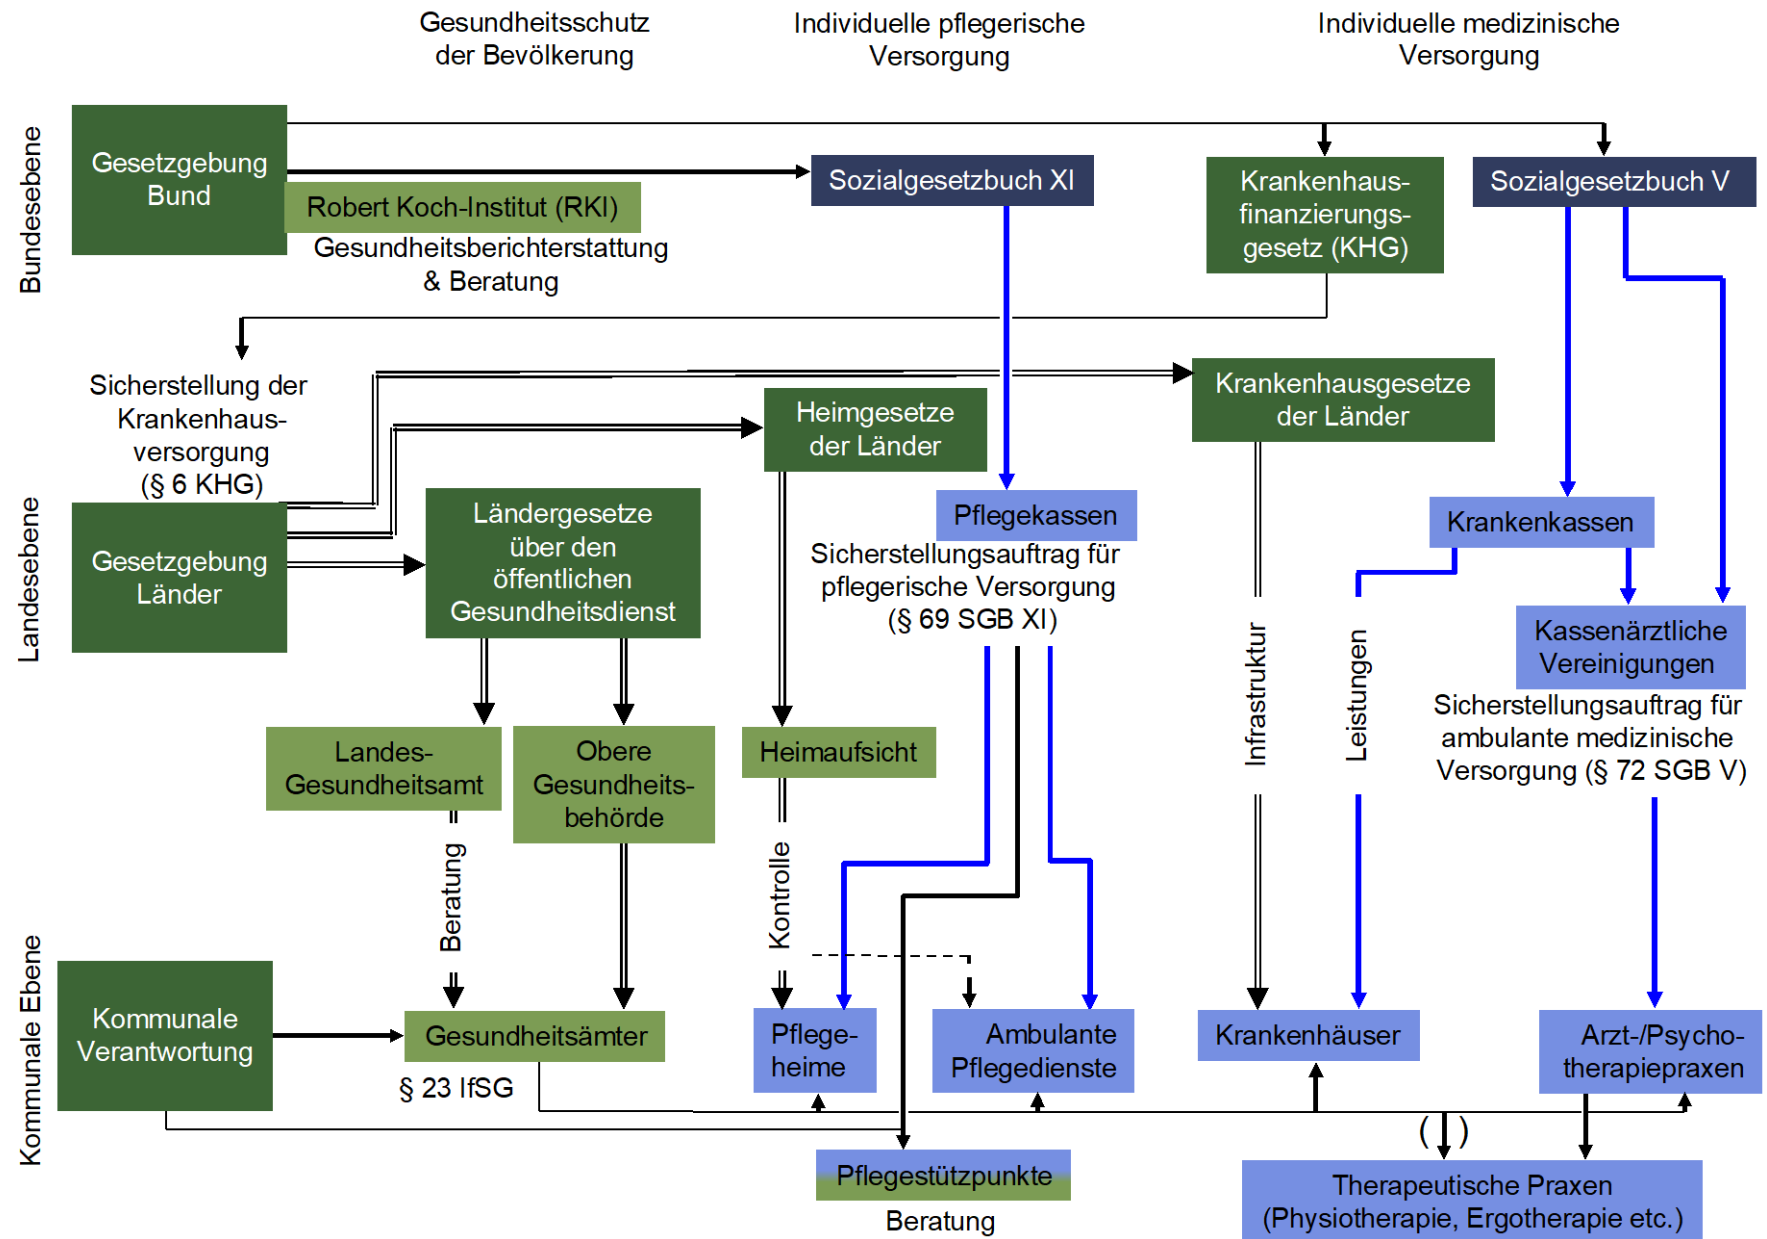 Gesundheitsschutz
der Bevölkerung
Individuelle pflegerische
Versorgung
Individuelle medizinische
Versorgung
Bundesebene
Gesetzgebung
Bund
Robert Koch-Institut (RKI)
Gesundheitsberichterstattung
& Beratung
Sozialgesetzbuch XI
Krankenhaus-
finanzierungs-
gesetz (KHG)
Sozialgesetzbuch V
Landesebene
Sicherstellung der
Krankenhaus-
versorgung
(§ 6 KHG)
Gesetzgebung
Länder
Ländergesetze
über den
öffentlichen
Gesundheitsdienst
Heimgesetze
der Länder
Krankenhausgesetze
der Länder
Pflegekassen
Sicherstellungsauftrag für
pflegerische Versorgung
(§ 69 SGB XI)
Krankenkassen
Kassenärztliche
Vereinigungen
Sicherstellungsauftrag für
ambulante medizinische
Versorgung (§ 72 SGB V)
Infrastruktur
Leistungen
Landes-
Gesundheitsamt
Obere
Gesundheits-
behörde
Heimaufsicht
Beratung
Kontrolle
Kommunale Ebene
Kommunale
Verantwortung
Gesundheitsämter
§ 23 IfSG
Pflege-
heime
Ambulante
Pflegedienste
Krankenhäuser
Arzt-/Psycho-
therapiepraxen
( )
Pflegestützpunkte
Beratung
Therapeutische Praxen
(Physiotherapie, Ergotherapie etc.)